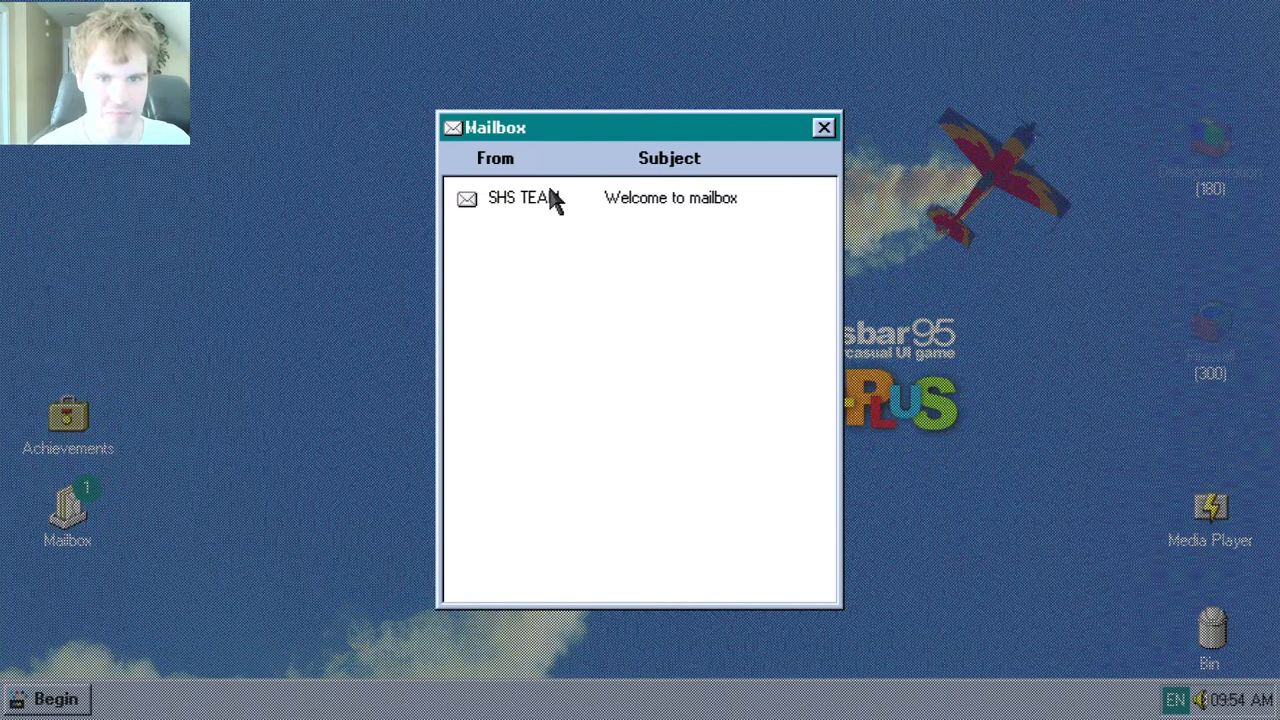 Mailbox
From Subject
SHS TEAM Welcome to mailbox
(180)
sbar95
casual UI game
PLUS
(300)
Achievements
1
Mailbox
Media Player
Bin
Begin
EN 09:54 AM